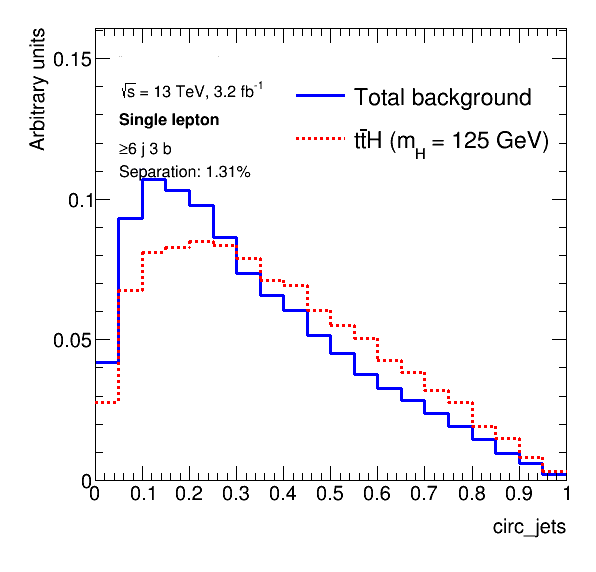 Arbitrary units
0.15
0.1
0.05
0
√s = 13 TeV, 3.2 fb⁻¹
Single lepton
≥6 j 3 b
Separation: 1.31%
Total background
tt̄H (m_H = 125 GeV)
0 0.1 0.2 0.3 0.4 0.5 0.6 0.7 0.8 0.9 1
circ_jets